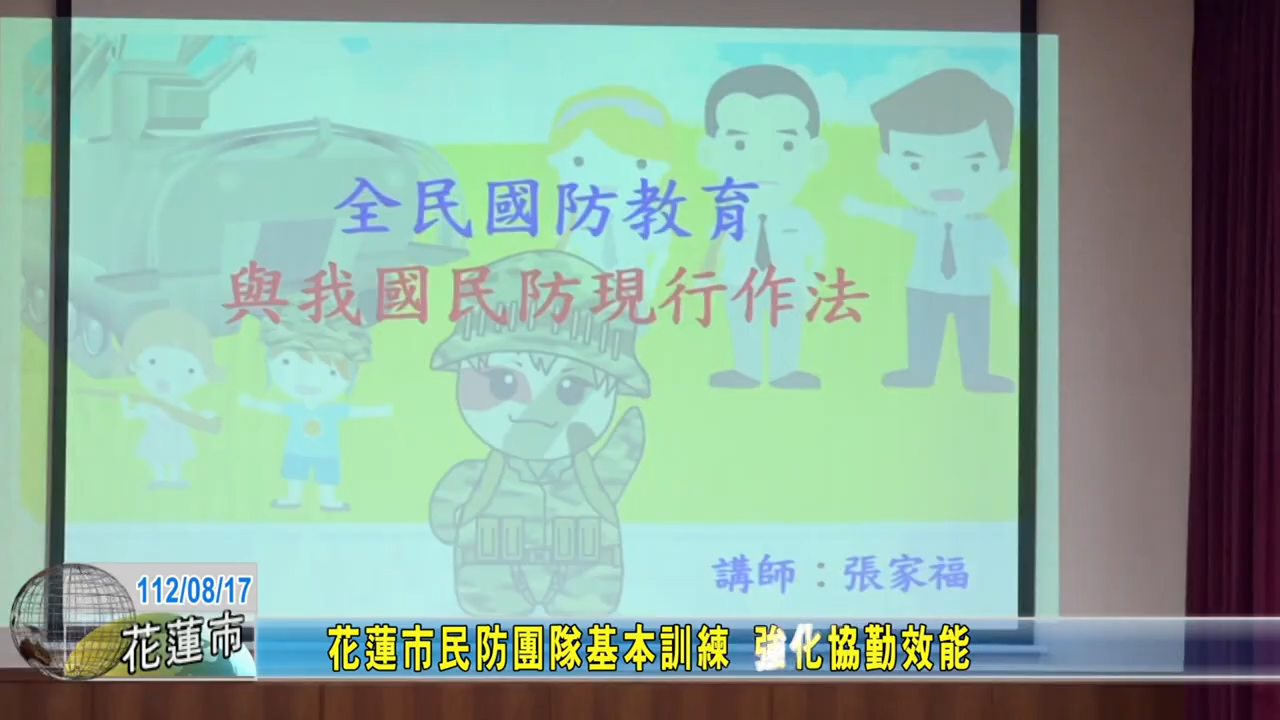 全民國防教育
與我國民防現行作法
講師：張家福
112/08/17
花蓮市
花蓮市民防團隊基本訓練 強化協勤效能